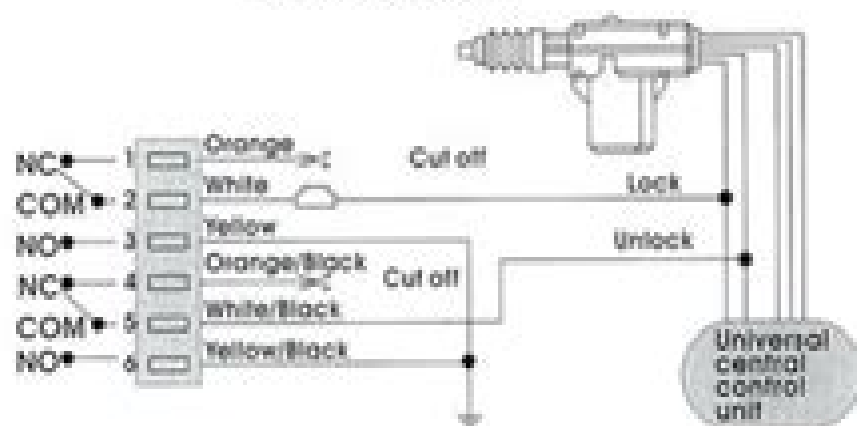 NC 1 Orange Cut off
COM 2 White Lock
NO 3 Yellow Unlock
NC 4 Orange/Black Cut off
COM 5 White/Black
NO 6 Yellow/Black
Universal
central
control
unit